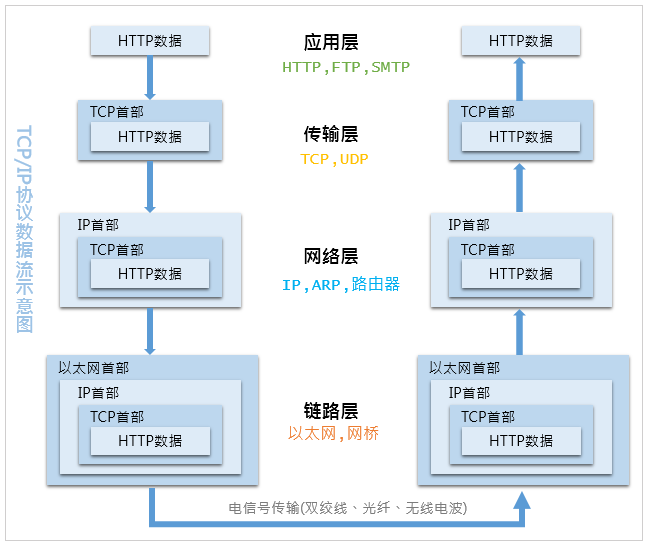 TCP/IP协议数据流示意图
HTTP数据
应用层
HTTP数据
HTTP,FTP,SMTP
TCP首部
HTTP数据
传输层
TCP,UDP
TCP首部
HTTP数据
IP首部
TCP首部
HTTP数据
网络层
IP,ARP,路由器
IP首部
TCP首部
HTTP数据
以太网首部
IP首部
TCP首部
HTTP数据
链路层
以太网,网桥
以太网首部
IP首部
TCP首部
HTTP数据
电信号传输(双绞线、光纤、无线电波)